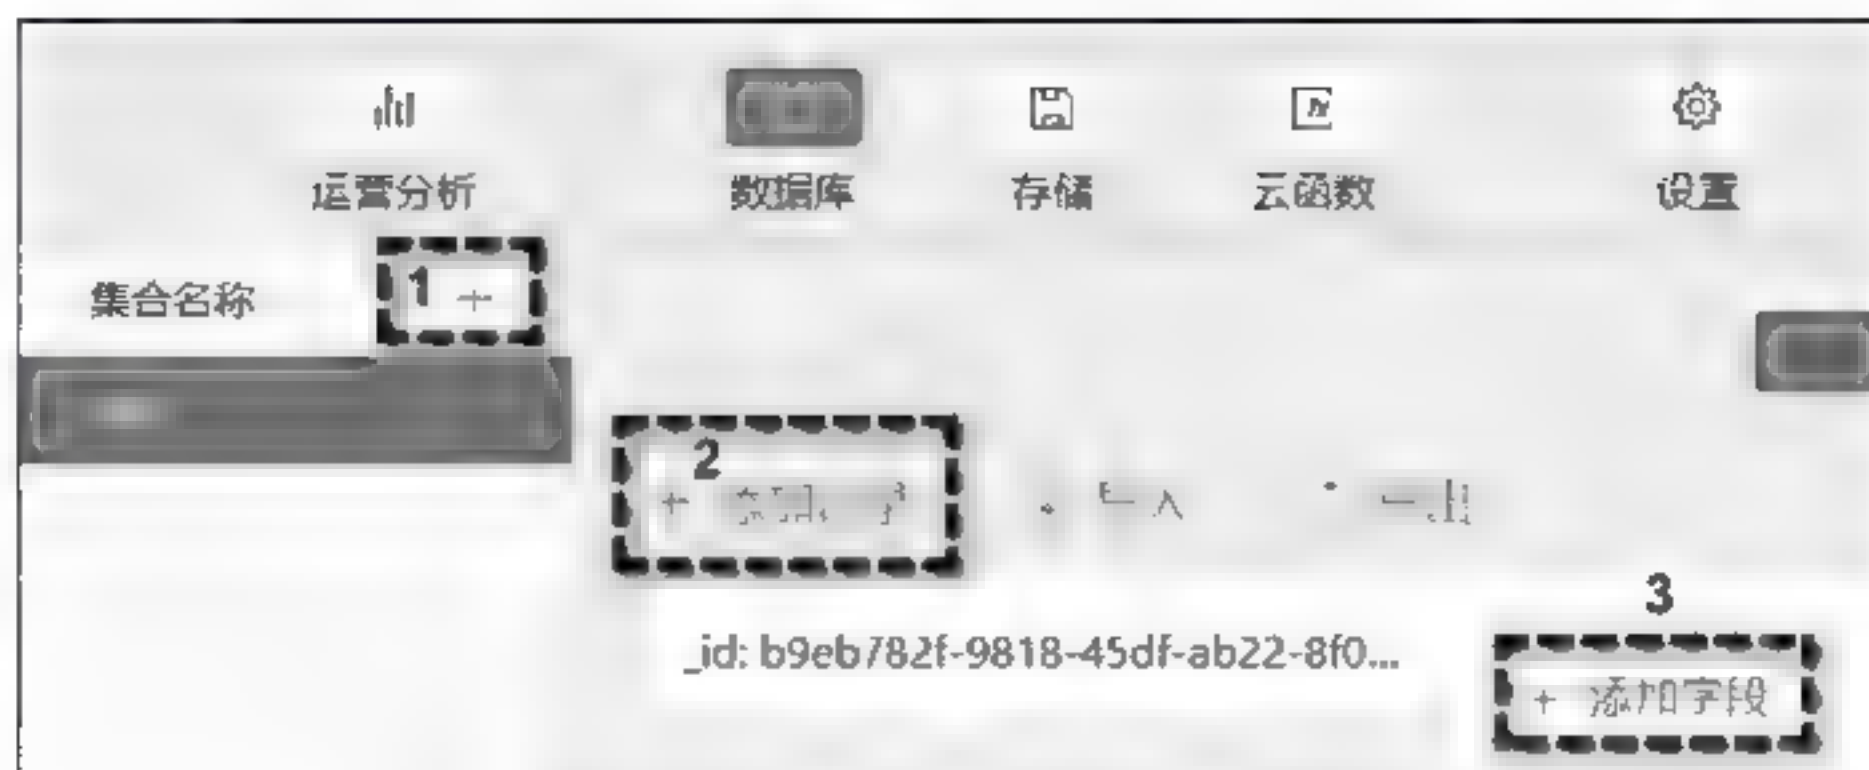 运营分析 数据库 存储 云函数 设置
集合名称 1 +
2
+
3
_id: b9eb782f-9818-45df-ab22-8f0...
+ 添加字段